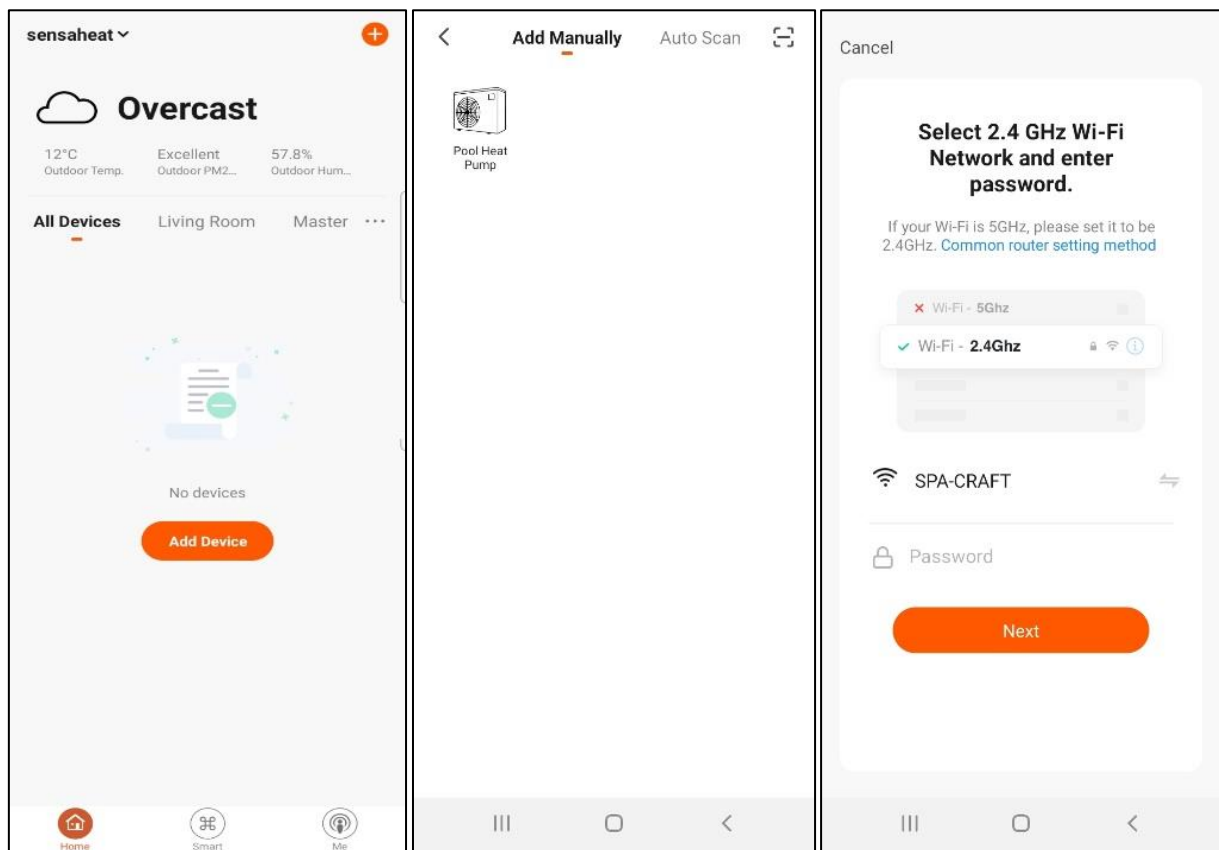 sensaheat
Overcast
12°C
Excellent
57.8%
Outdoor Temp.
Outdoor PM2...
Outdoor Hum...
All Devices
Living Room
Master ···
No devices
Add Device
Home
Smart
Me
Add Manually
Auto Scan
Pool Heat
Pump
Cancel
Select 2.4 GHz Wi-Fi
Network and enter
password.
If your Wi-Fi is 5GHz, please set it to be
2.4GHz. Common router setting method
Wi-Fi - 5Ghz
Wi-Fi - 2.4Ghz
SPA-CRAFT
Password
Next